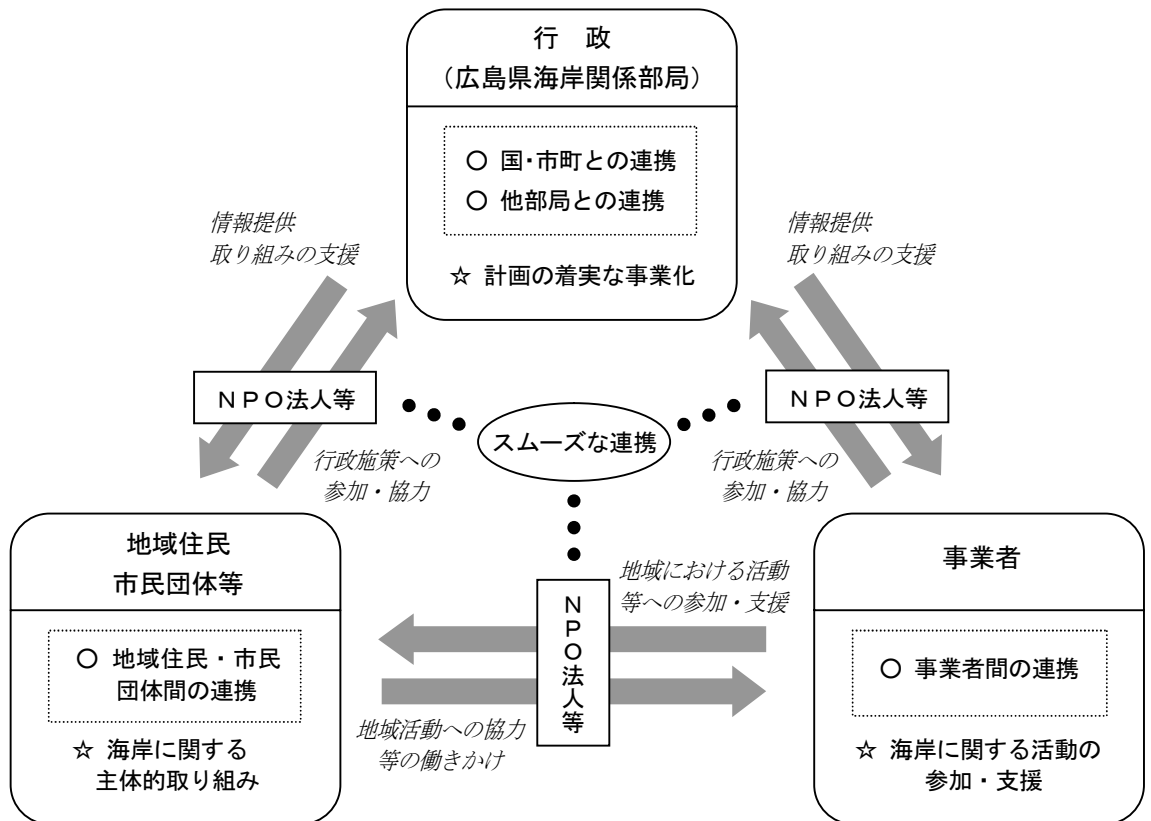 行　政
（広島県海岸関係部局）
○ 国・市町との連携
○ 他部局との連携
☆ 計画の着実な事業化
情報提供
取り組みの支援
情報提供
取り組みの支援
ＮＰＯ法人等
ＮＰＯ法人等
スムーズな連携
行政施策への
参加・協力
行政施策への
参加・協力
地域住民
市民団体等
○ 地域住民・市民
団体間の連携
☆ 海岸に関する
主体的取り組み
地域における活動
等への参加・支援
ＮＰＯ法人等
地域活動への協力
等の働きかけ
事業者
○ 事業者間の連携
☆ 海岸に関する活動の
参加・支援